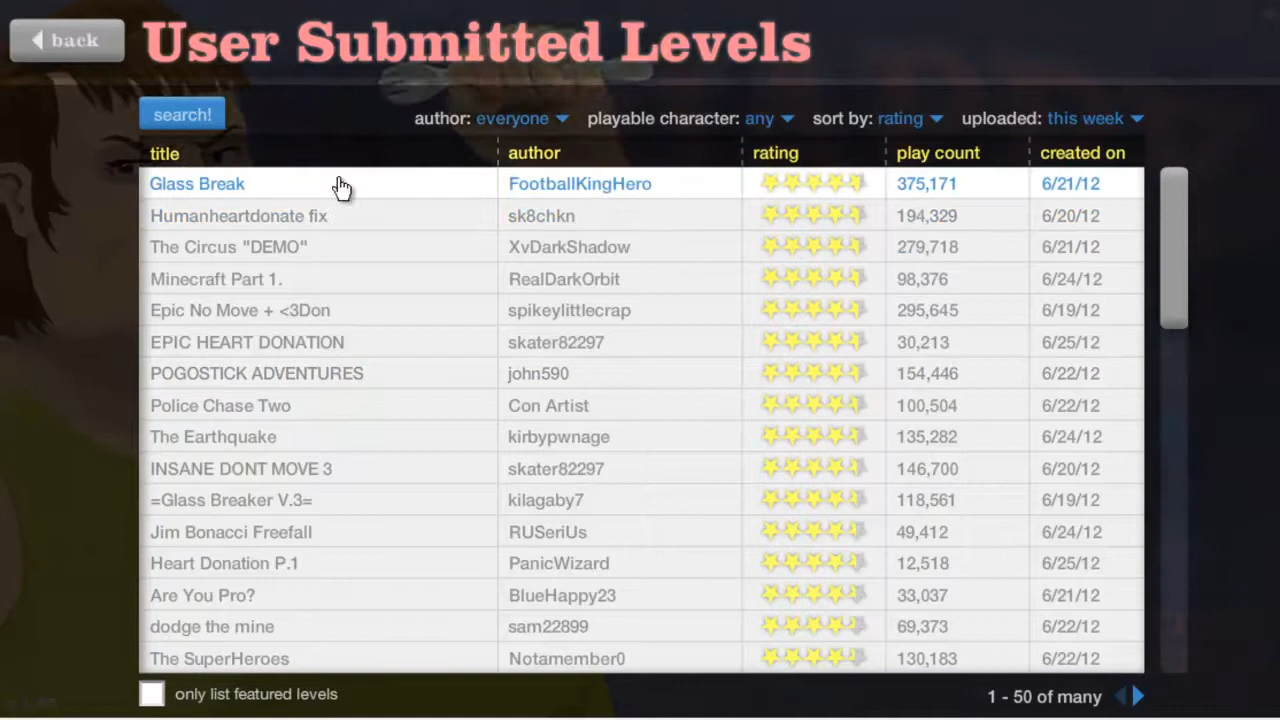 back
User Submitted Levels
search! author: everyone playable character: any sort by: rating uploaded: this week
title author rating play count created on
Glass Break FootballKingHero 375,171 6/21/12
Humanheartdonate fix sk8chkn 194,329 6/20/12
The Circus "DEMO" XvDarkShadow 279,718 6/21/12
Minecraft Part 1. RealDarkOrbit 98,376 6/24/12
Epic No Move + <3Don spikeylittlecrap 295,645 6/19/12
EPIC HEART DONATION skater82297 30,213 6/25/12
POGOSTICK ADVENTURES john590 154,446 6/22/12
Police Chase Two Con Artist 100,504 6/22/12
The Earthquake kirbypwnage 135,282 6/24/12
INSANE DONT MOVE 3 skater82297 146,700 6/20/12
=Glass Breaker V.3= kilagaby7 118,561 6/19/12
Jim Bonacci Freefall RUSeriUs 49,412 6/24/12
Heart Donation P.1 PanicWizard 12,518 6/25/12
Are You Pro? BlueHappy23 33,037 6/21/12
dodge the mine sam22899 69,373 6/22/12
The SuperHeroes Notamember0 130,183 6/22/12
only list featured levels 1 - 50 of many